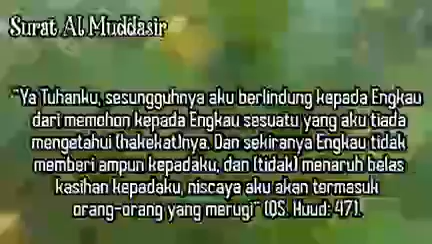 Surat Al Muddasir
"Ya Tuhanku, sesungguhnya aku berlindung kepada Engkau
dari memohon kepada Engkau sesuatu yang aku tiada
mengetahui (hakekat)nya. Dan sekiranya Engkau tidak
memberi ampun kepadaku, dan (tidak) menaruh belas
kasihan kepadaku, niscaya aku akan termasuk
orang-orang yang merugi" (QS. Huud: 47).